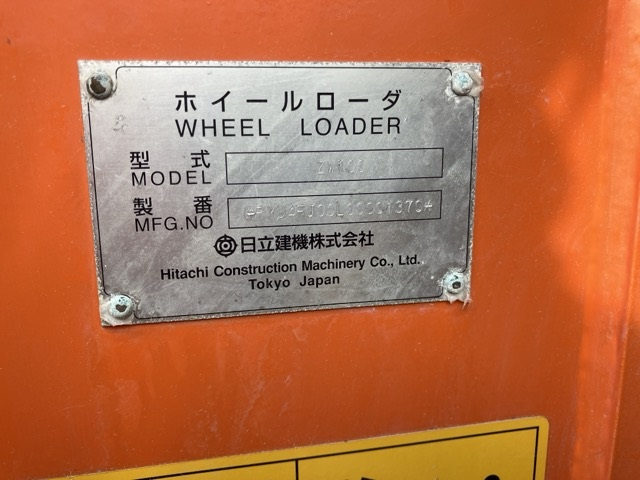 ホイールローダ
WHEEL LOADER
型式
MODEL
製番
MFG.NO
日立建機株式会社
Hitachi Construction Machinery Co., Ltd.
Tokyo Japan